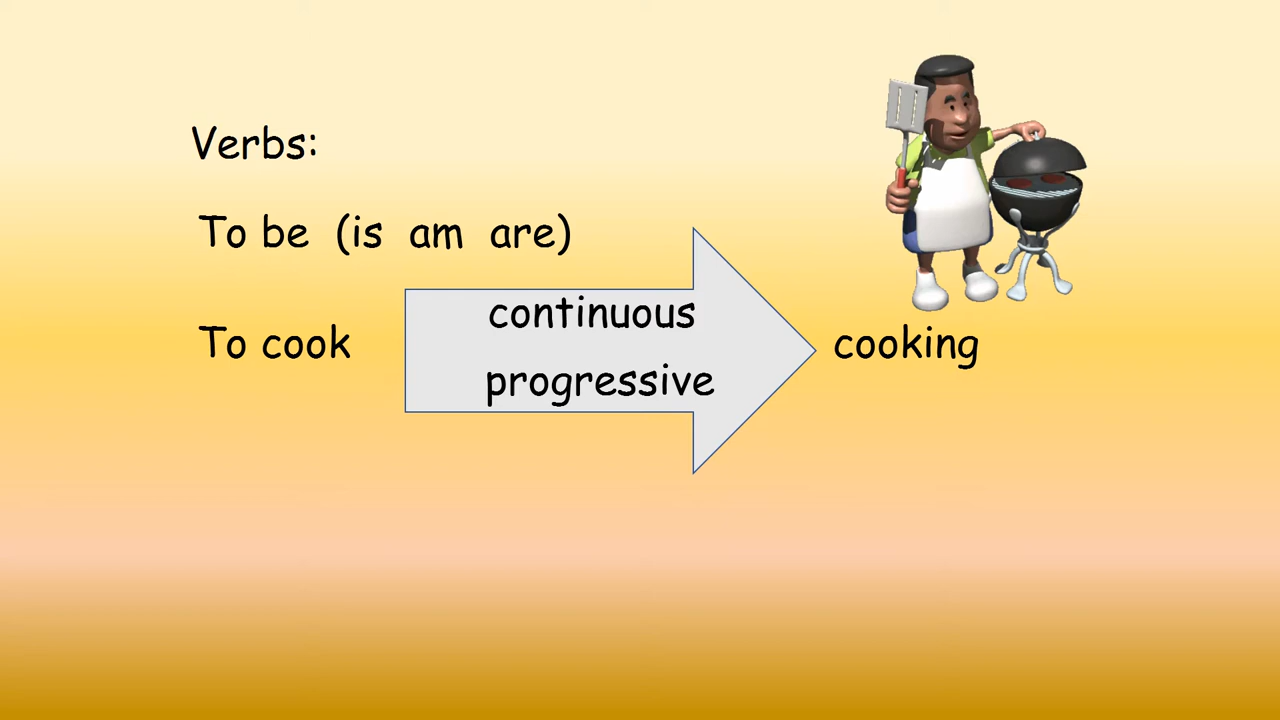 Verbs:
To be (is am are)
continuous
To cook
cooking
progressive